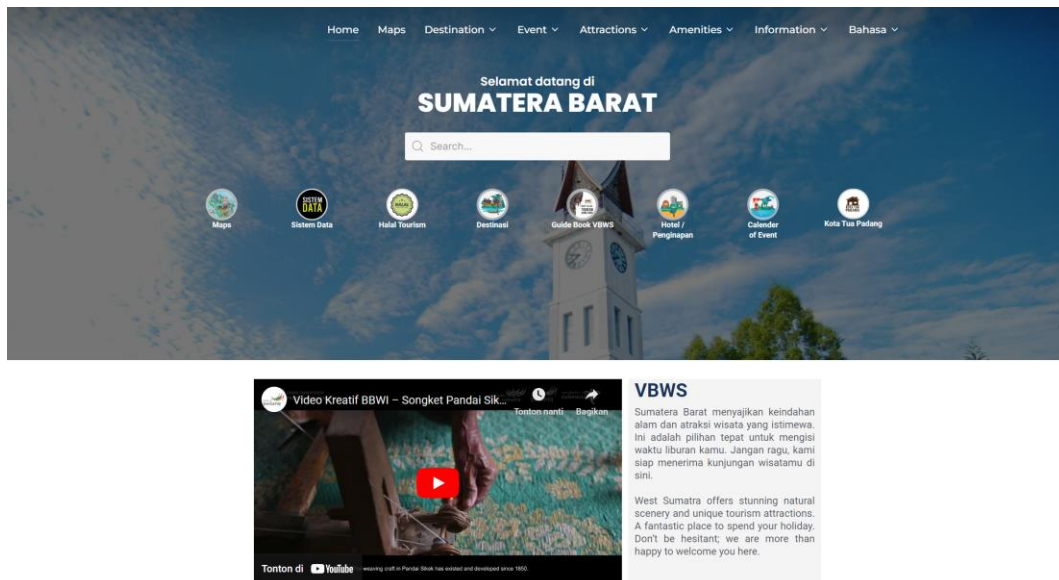 Home Maps Destination Event Attractions Amenities Information Bahasa
Selamat datang di
SUMATERA BARAT
Search...
SISTEM
DATA
HALAL
Maps
Sistem Data
Halal Tourism
Destinasi
Guide Book VBWS
Hotel /
Penginapan
Calender
of Event
Kota Tua Padang
Video Kreatif BBWI – Songket Pandai Sik...
Tonton nanti Bagikan
Tonton di YouTube
weaving craft in Pandai Sikek has existed and developed since 1850.
VBWS
Sumatera Barat menyajikan keindahan
alam dan atraksi wisata yang istimewa.
Ini adalah pilihan tepat untuk mengisi
waktu liburan kamu. Jangan ragu, kami
siap menerima kunjungan wisatamu di
sini.
West Sumatra offers stunning natural
scenery and unique tourism attractions.
A fantastic place to spend your holiday.
Don't be hesitant; we are more than
happy to welcome you here.